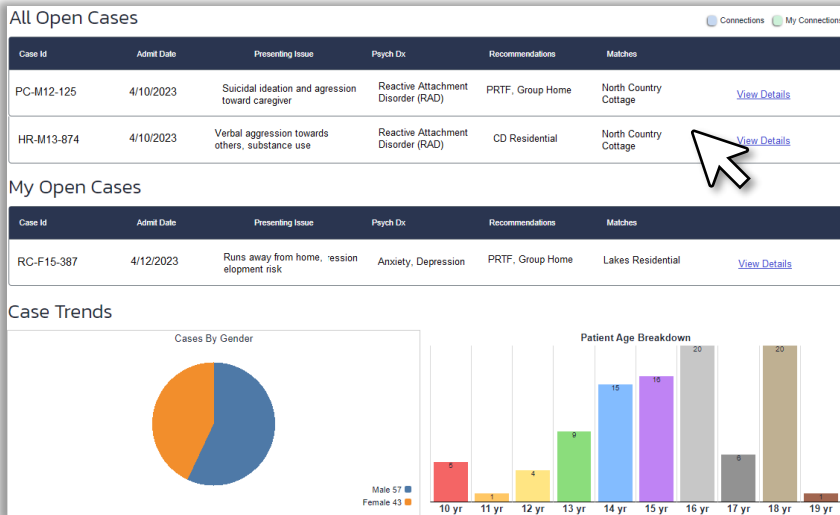 All Open Cases
Connections My Connections
Case Id Admit Date Presenting Issue Psych Dx Recommendations Matches
PC-M12-125 4/10/2023 Suicidal ideation and agression toward caregiver Reactive Attachment Disorder (RAD) PRTF, Group Home North Country Cottage View Details
HR-M13-874 4/10/2023 Verbal aggression towards others, substance use Reactive Attachment Disorder (RAD) CD Residential North Country Cottage View Details
My Open Cases
Case Id Admit Date Presenting Issue Psych Dx Recommendations Matches
RC-F15-387 4/12/2023 Runs away from home, ression elopment risk Anxiety, Depression PRTF, Group Home Lakes Residential View Details
Case Trends
Cases By Gender
Male 57
Female 43
Patient Age Breakdown
5 1 4 9 15 16 20 6 20 1
10 yr 11 yr 12 yr 13 yr 14 yr 15 yr 16 yr 17 yr 18 yr 19 yr